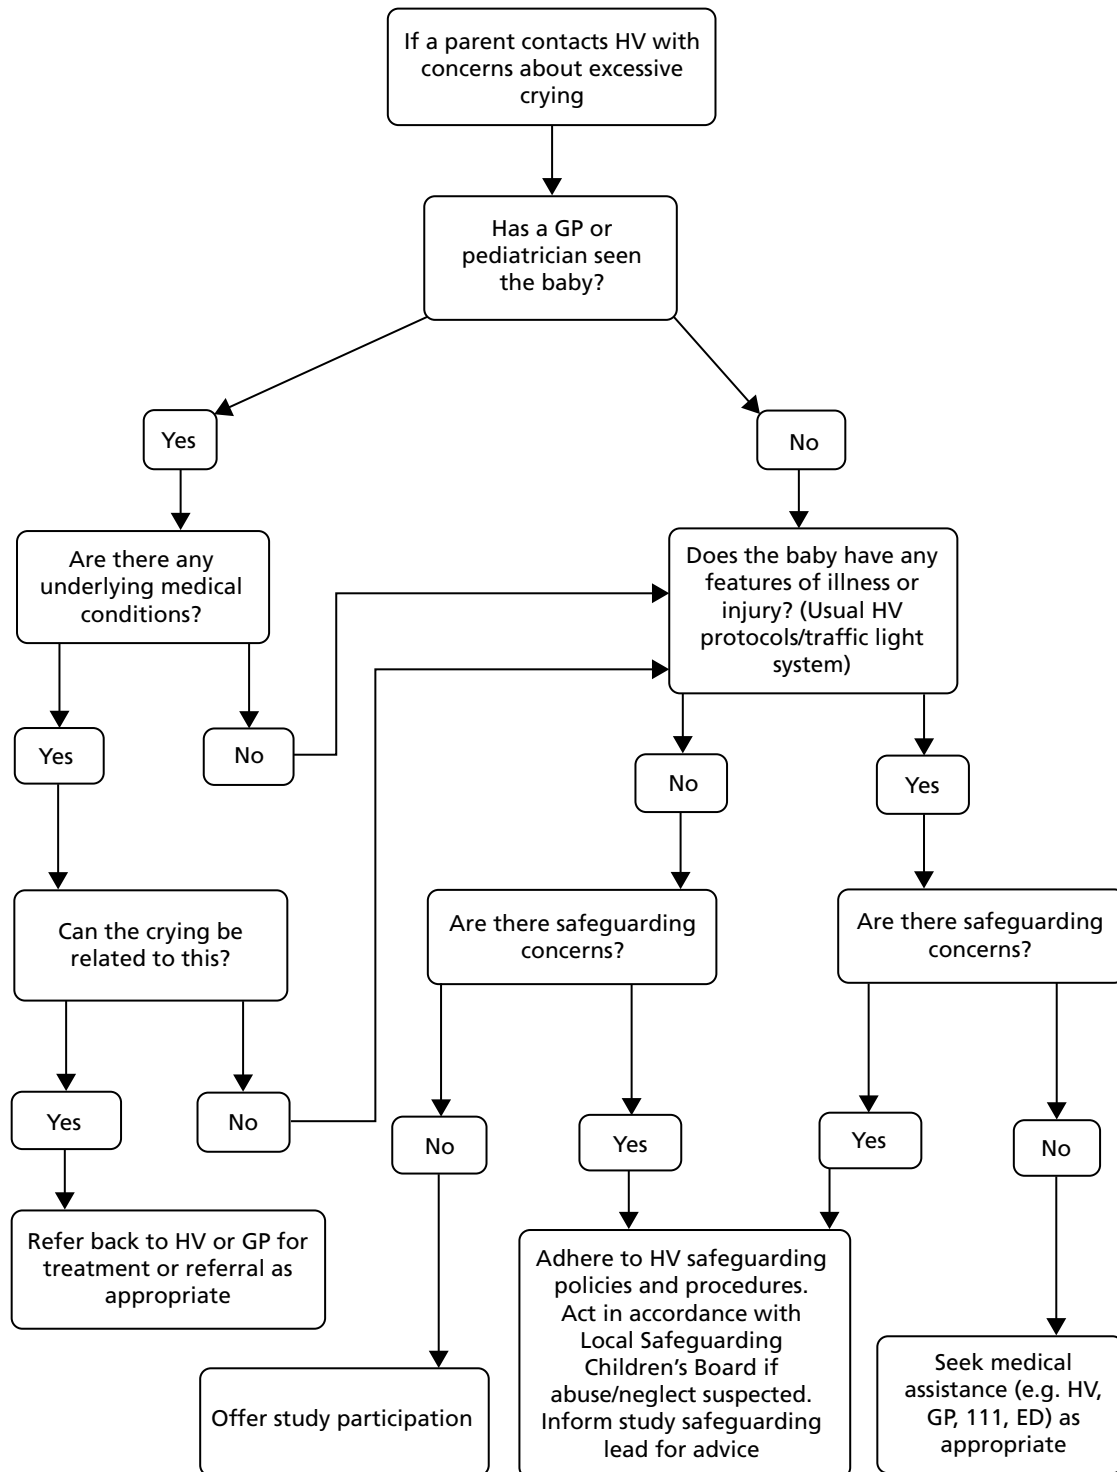 If a parent contacts HV with
concerns about excessive
crying
Has a GP or
pediatrician seen
the baby?
Yes
No
Are there any
underlying medical
conditions?
Does the baby have any
features of illness or
injury? (Usual HV
protocols/traffic light
system)
Yes
No
No
Yes
Can the crying be
related to this?
Are there safeguarding
concerns?
Are there safeguarding
concerns?
Yes
No
No
Yes
Yes
No
Refer back to HV or GP for
treatment or referral as
appropriate
Offer study participation
Adhere to HV safeguarding
policies and procedures.
Act in accordance with
Local Safeguarding
Children’s Board if
abuse/neglect suspected.
Inform study safeguarding
lead for advice
Seek medical
assistance (e.g. HV,
GP, 111, ED) as
appropriate